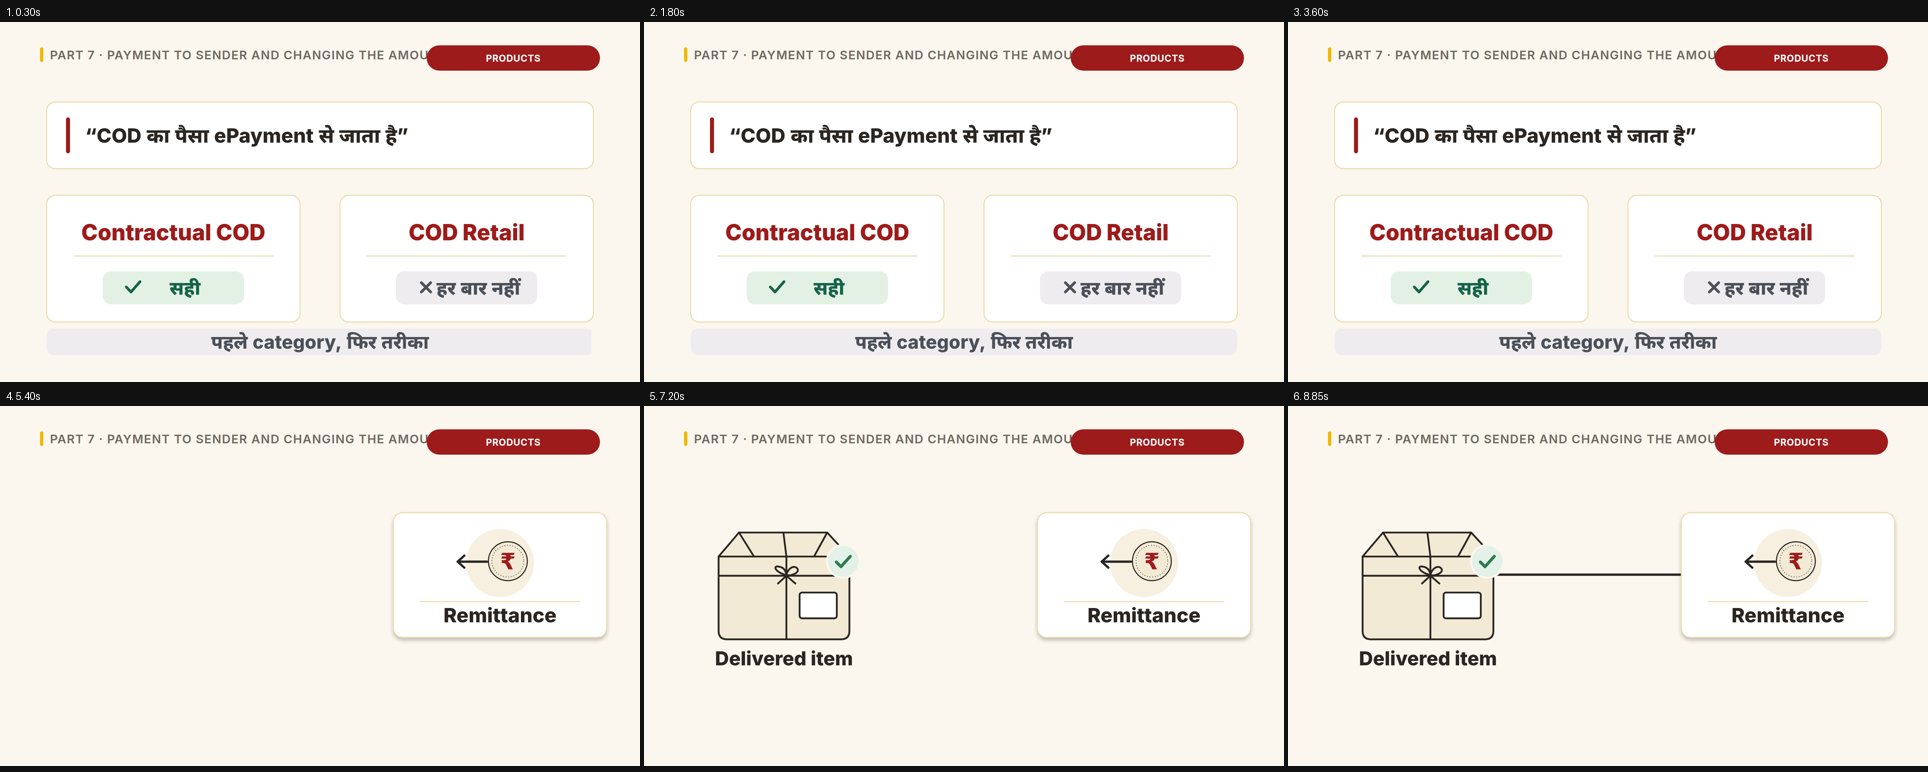 1. 0.30s
PART 7 · PAYMENT TO SENDER AND CHANGING THE
PRODUCTS
“COD का पैसा ePayment से जाता है”
Contractual COD
COD Retail
✓ सही
✕ हर बार नहीं
पहले category, फिर तरीका
2. 1.80s
PART 7 · PAYMENT TO SENDER AND CHANGING THE
PRODUCTS
“COD का पैसा ePayment से जाता है”
Contractual COD
COD Retail
✓ सही
✕ हर बार नहीं
पहले category, फिर तरीका
3. 3.60s
PART 7 · PAYMENT TO SENDER AND CHANGING THE
PRODUCTS
“COD का पैसा ePayment से जाता है”
Contractual COD
COD Retail
✓ सही
✕ हर बार नहीं
पहले category, फिर तरीका
4. 5.40s
PART 7 · PAYMENT TO SENDER AND CHANGING THE
PRODUCTS
₹
Remittance
5. 7.20s
PART 7 · PAYMENT TO SENDER AND CHANGING THE
PRODUCTS
₹
Remittance
Delivered item
6. 8.85s
PART 7 · PAYMENT TO SENDER AND CHANGING THE
PRODUCTS
₹
Remittance
Delivered item